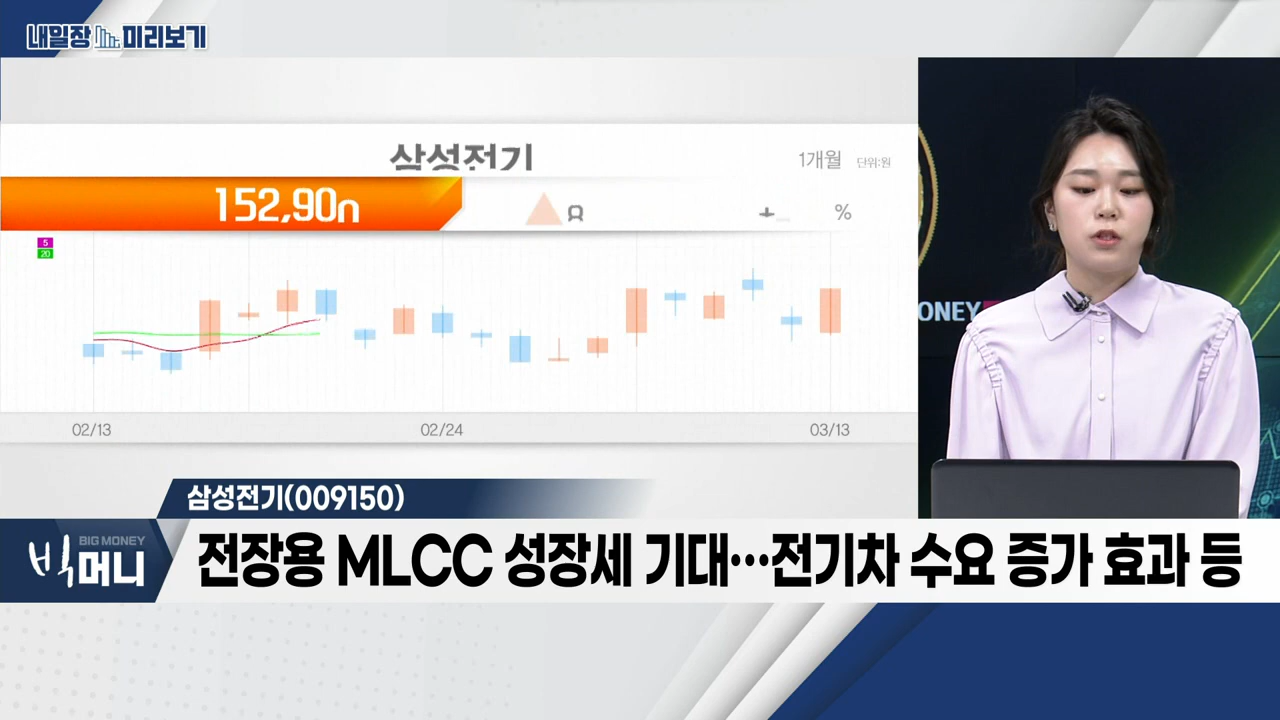 내일장 미리보기
삼성전기
1개월 단위:원
152,90
%
5
20
02/13 02/24 03/13
ONEY
삼성전기(009150)
BIG MONEY
빅머니
전장용 MLCC 성장세 기대…전기차 수요 증가 효과 등